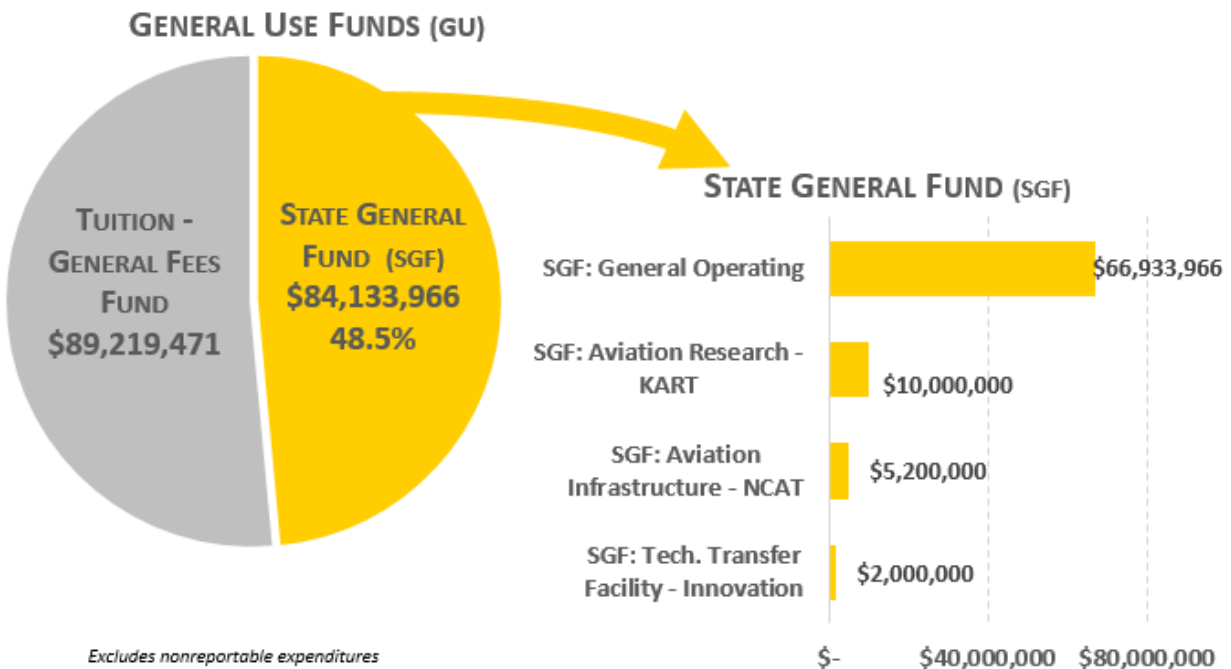 GENERAL USE FUNDS (GU)
TUITION -
GENERAL FEES
FUND
$89,219,471
STATE GENERAL
FUND (SGF)
$84,133,966
48.5%
STATE GENERAL FUND (SGF)
SGF: General Operating
$66,933,966
SGF: Aviation Research -
KART
$10,000,000
SGF: Aviation
Infrastructure - NCAT
$5,200,000
SGF: Tech. Transfer
Facility - Innovation
$2,000,000
$- $40,000,000 $80,000,000
Excludes nonreportable expenditures